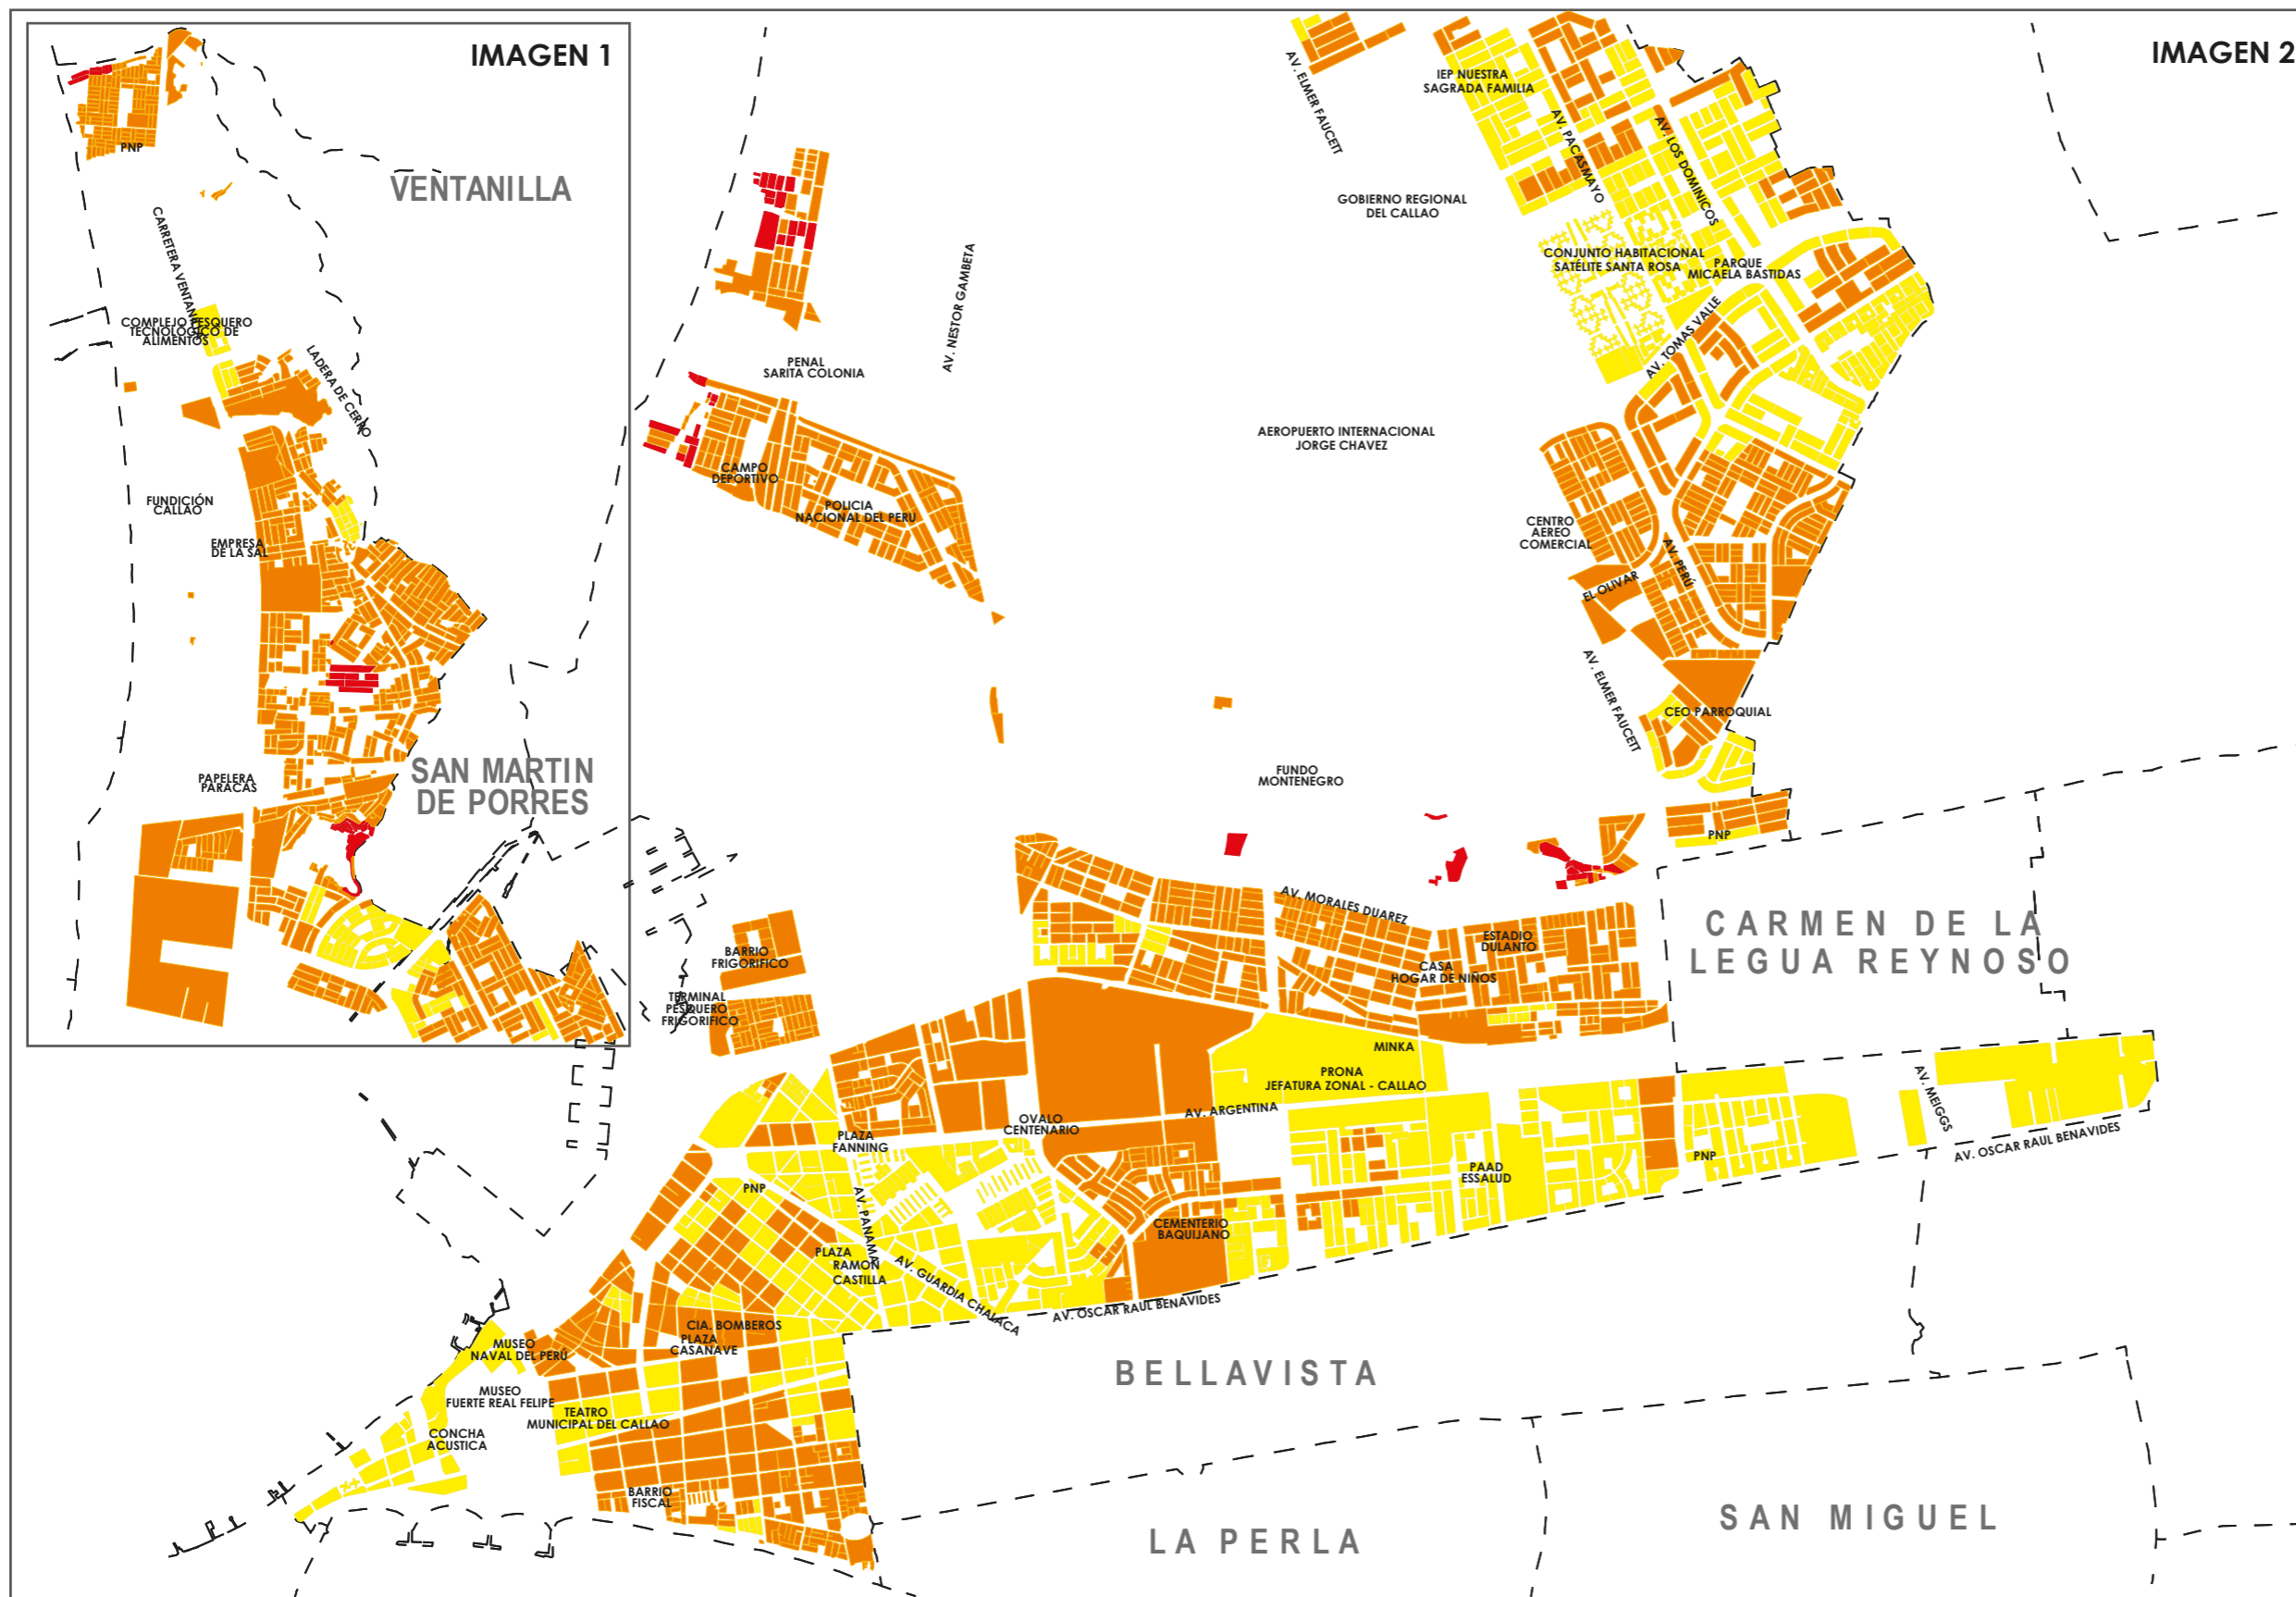 IMAGEN 1
PNP
VENTANILLA
CARRETERA VENTANILLA
COMPLEJO PESQUERO
TECNOLÓGICO DE
ALIMENTOS
LADERA DE CERRO
FUNDICIÓN
CALLAO
EMPRESA
DE LA SAL
PAPELERA
PARACAS
SAN MARTIN
DE PORRES
IMAGEN 2
AV. ELMER FAUCETT
IEP NUESTRA
SAGRADA FAMILIA
AV. PACASMAYO
AV. LOS DOMINICOS
GOBIERNO REGIONAL
DEL CALLAO
CONJUNTO HABITACIONAL
SATÉLITE SANTA ROSA
PARQUE
MICAELA BASTIDAS
AV. NESTOR GAMBETA
AV. TOMAS VALLE
PENAL
SARITA COLONIA
AEROPUERTO INTERNACIONAL
JORGE CHAVEZ
CAMPO
DEPORTIVO
POLICIA
NACIONAL DEL PERU
CENTRO
AEREO
COMERCIAL
AV. PERÚ
EL OLIVAR
AV. ELMER FAUCETT
CEO PARROQUIAL
FUNDO
MONTENEGRO
PNP
AV. MORALES DUAREZ
CARMEN DE LA
LEGUA REYNOSO
BARRIO
FRIGORIFICO
ESTADIO
DULANTO
CASA
HOGAR DE NIÑOS
TERMINAL
PESQUERO
FRIGORIFICO
MINKA
PRONA
JEFATURA ZONAL - CALLAO
AV. ARGENTINA
AV. MEIGGS
OVALO
CENTENARIO
PLAZA
FANNING
AV. OSCAR RAUL BENAVIDES
PNP
PAAD
ESSALUD
PNP
AV. PANAMA
CEMENTERIO
BAQUIJANO
PLAZA
RAMON
CASTILLA
AV. GUARDIA CHALACA
AV. OSCAR RAUL BENAVIDES
CIA. BOMBEROS
PLAZA
CASANAVE
MUSEO
NAVAL DEL PERÚ
BELLAVISTA
MUSEO
FUERTE REAL FELIPE
TEATRO
MUNICIPAL DEL CALLAO
CONCHA
ACUSTICA
BARRIO
FISCAL
LA PERLA
SAN MIGUEL